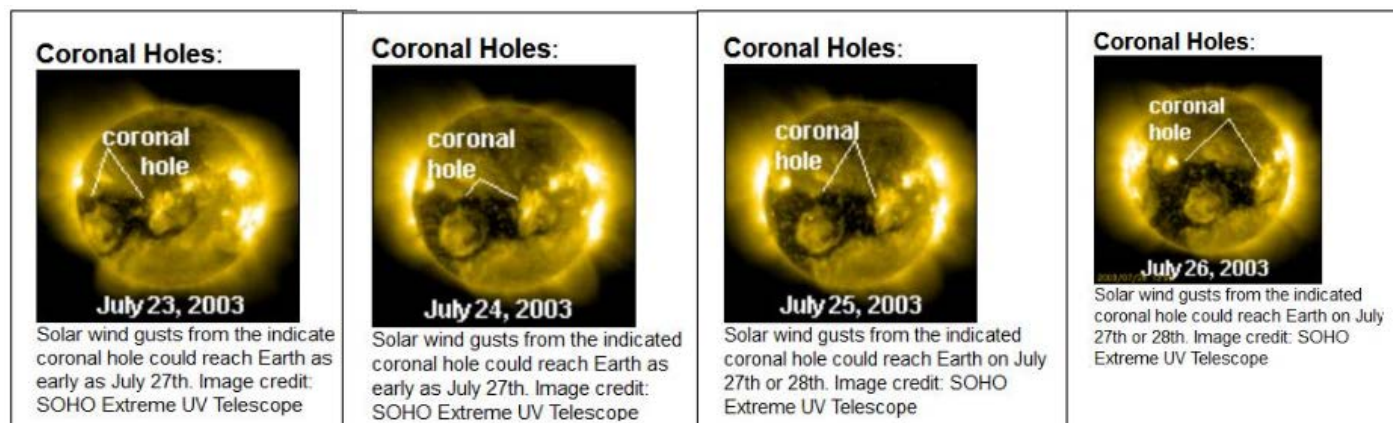 Coronal Holes:
coronal
hole
July 23, 2003
Solar wind gusts from the indicate
coronal hole could reach Earth as
early as July 27th. Image credit:
SOHO Extreme UV Telescope
Coronal Holes:
coronal
hole
July 24, 2003
Solar wind gusts from the indicated
coronal hole could reach Earth as
early as July 27th. Image credit:
SOHO Extreme UV Telescope
Coronal Holes:
coronal
hole
July 25, 2003
Solar wind gusts from the indicated
coronal hole could reach Earth on July
27th or 28th. Image credit: SOHO
Extreme UV Telescope
Coronal Holes:
coronal
hole
July 26, 2003
Solar wind gusts from the indicated
coronal hole could reach Earth on July
27th or 28th. Image credit: SOHO
Extreme UV Telescope